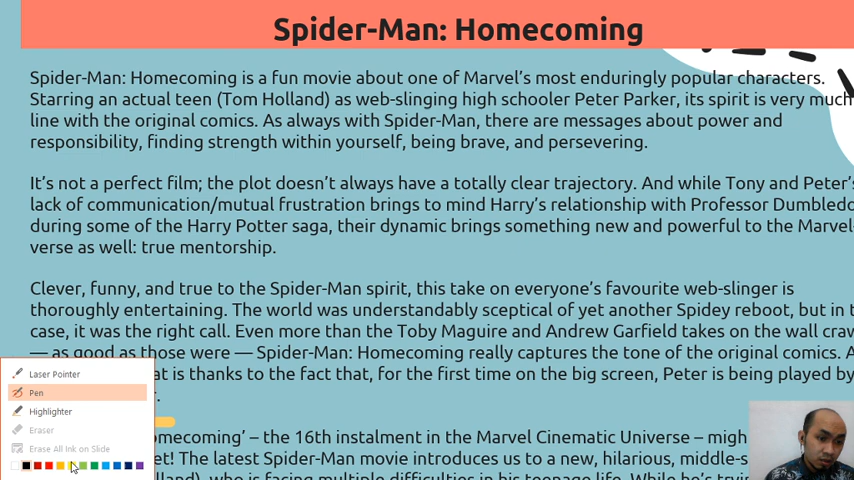 Spider-Man: Homecoming
Spider-Man: Homecoming is a fun movie about one of Marvel's most enduringly popular characters.
Starring an actual teen (Tom Holland) as web-slinging high schooler Peter Parker, its spirit is very much
line with the original comics. As always with Spider-Man, there are messages about power and
responsibility, finding strength within yourself, being brave, and persevering.
It's not a perfect film; the plot doesn't always have a totally clear trajectory. And while Tony and Peter's
lack of communication/mutual frustration brings to mind Harry's relationship with Professor
during some of the Harry Potter saga, their dynamic brings something new and powerful to the Marvel-
verse as well: true mentorship.
Clever, funny, and true to the Spider-Man spirit, this take on everyone's favourite web-slinger is
thoroughly entertaining. The world was understandably sceptical of yet another Spidey reboot, but in
case, it was the right call. Even more than the Toby Maguire and Andrew Garfield takes on the wall
— as good as those were — Spider-Man: Homecoming really captures the tone of the original comics.
is thanks to the fact that, for the first time on the big screen, Peter is being played by
– the 16th instalment in the Marvel Cinematic Universe –
The latest Spider-Man movie introduces us to a new, hilarious,
who is facing multiple difficulties in his teenage life. While he's
Laser Pointer
Pen
Highlighter
Eraser
Erase All Ink on Slide